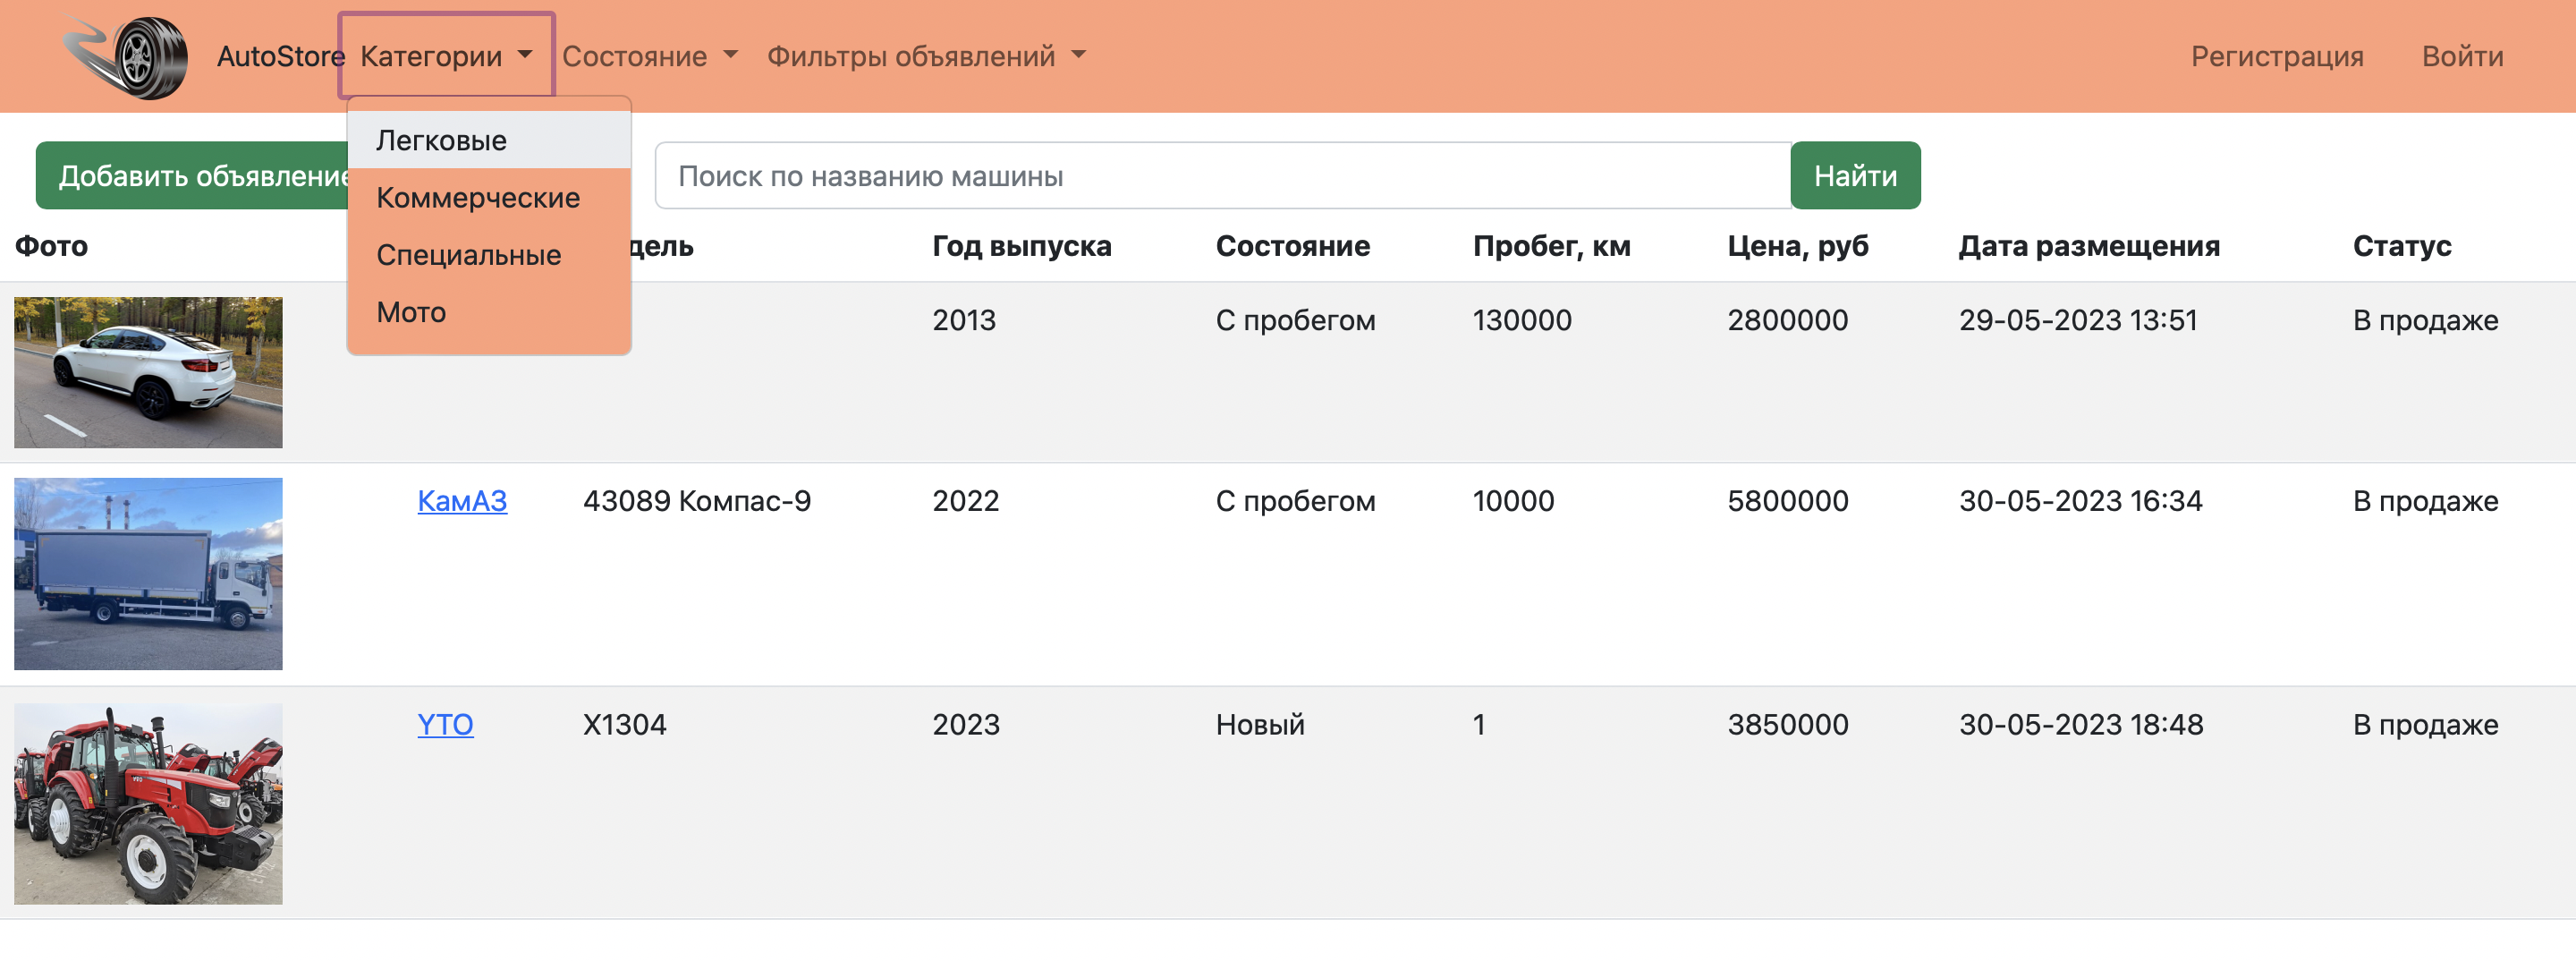 AutoStore Категории Состояние Фильтры объявлений Регистрация Войти
Легковые
Коммерческие
Специальные
Мото
Добавить объявление Поиск по названию машины Найти
Фото Год выпуска Состояние Пробег, км Цена, руб Дата размещения Статус
2013 С пробегом 130000 2800000 29-05-2023 13:51 В продаже
КамАЗ 43089 Компас-9 2022 С пробегом 10000 5800000 30-05-2023 16:34 В продаже
YTO X1304 2023 Новый 1 3850000 30-05-2023 18:48 В продаже